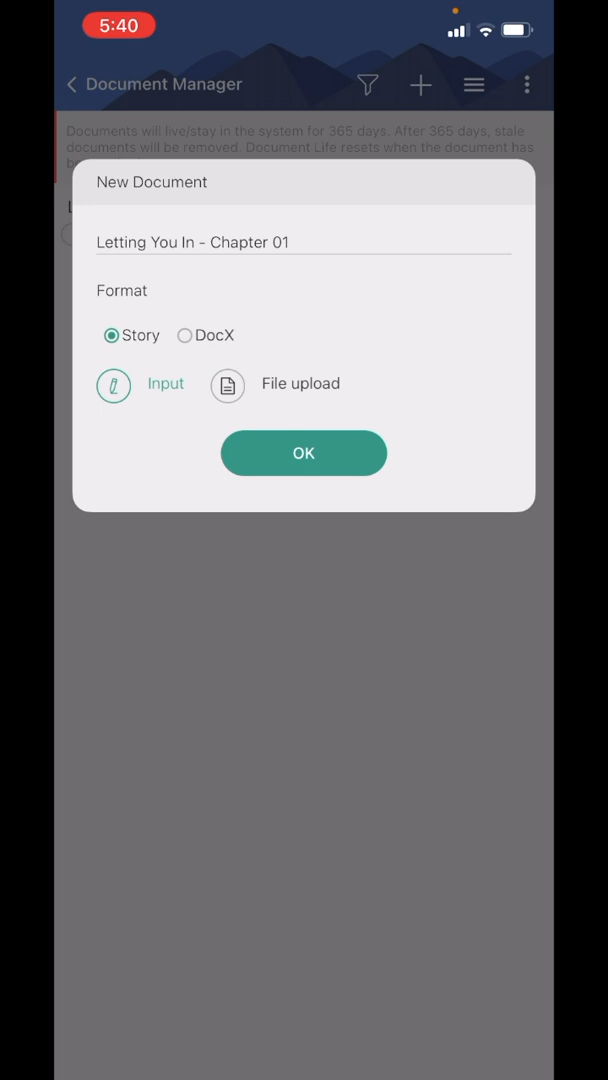 5:40
Document Manager
Documents will live/stay in the system for 365 days. After 365 days, stale
documents will be removed. Document Life resets when the document has
New Document
Letting You In - Chapter 01
Format
Story DocX
Input File upload
OK